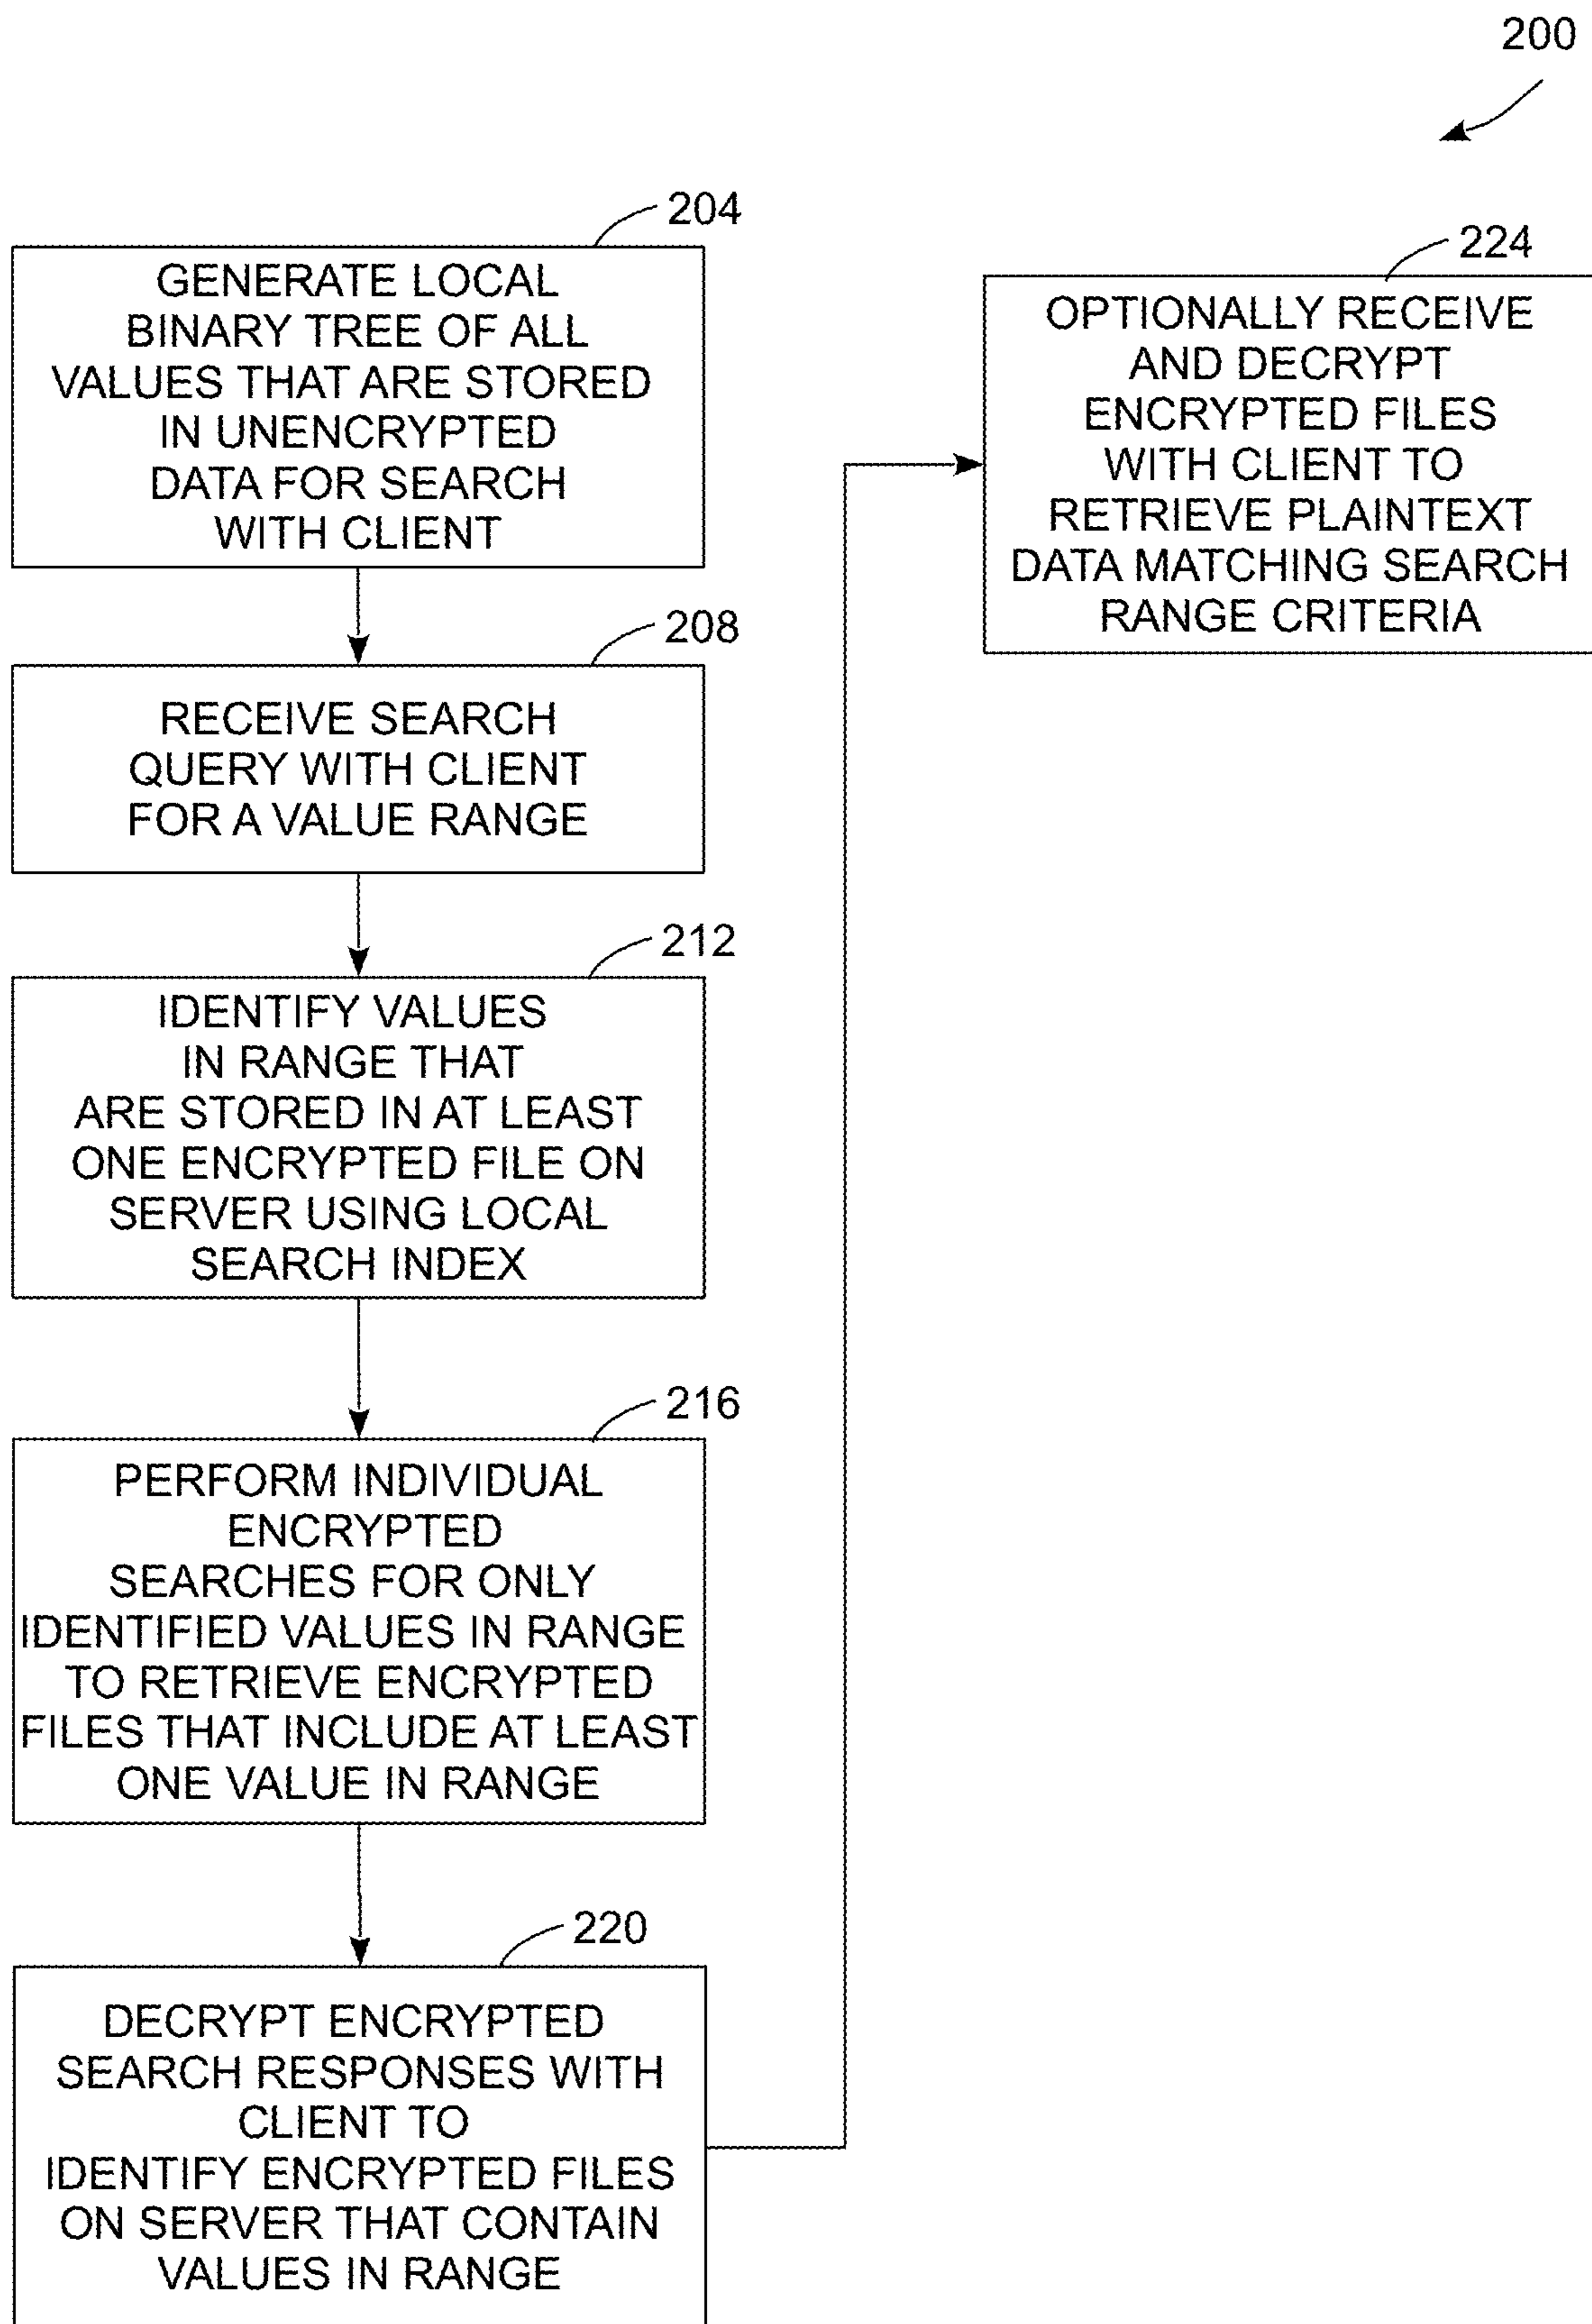 200
204
GENERATE LOCAL
BINARY TREE OF ALL
VALUES THAT ARE STORED
IN UNENCRYPTED
DATA FOR SEARCH
WITH CLIENT
208
RECEIVE SEARCH
QUERY WITH CLIENT
FOR A VALUE RANGE
212
IDENTIFY VALUES
IN RANGE THAT
ARE STORED IN AT LEAST
ONE ENCRYPTED FILE ON
SERVER USING LOCAL
SEARCH INDEX
216
PERFORM INDIVIDUAL
ENCRYPTED
SEARCHES FOR ONLY
IDENTIFIED VALUES IN RANGE
TO RETRIEVE ENCRYPTED
FILES THAT INCLUDE AT LEAST
ONE VALUE IN RANGE
220
DECRYPT ENCRYPTED
SEARCH RESPONSES WITH
CLIENT TO
IDENTIFY ENCRYPTED FILES
ON SERVER THAT CONTAIN
VALUES IN RANGE
224
OPTIONALLY RECEIVE
AND DECRYPT
ENCRYPTED FILES
WITH CLIENT TO
RETRIEVE PLAINTEXT
DATA MATCHING SEARCH
RANGE CRITERIA